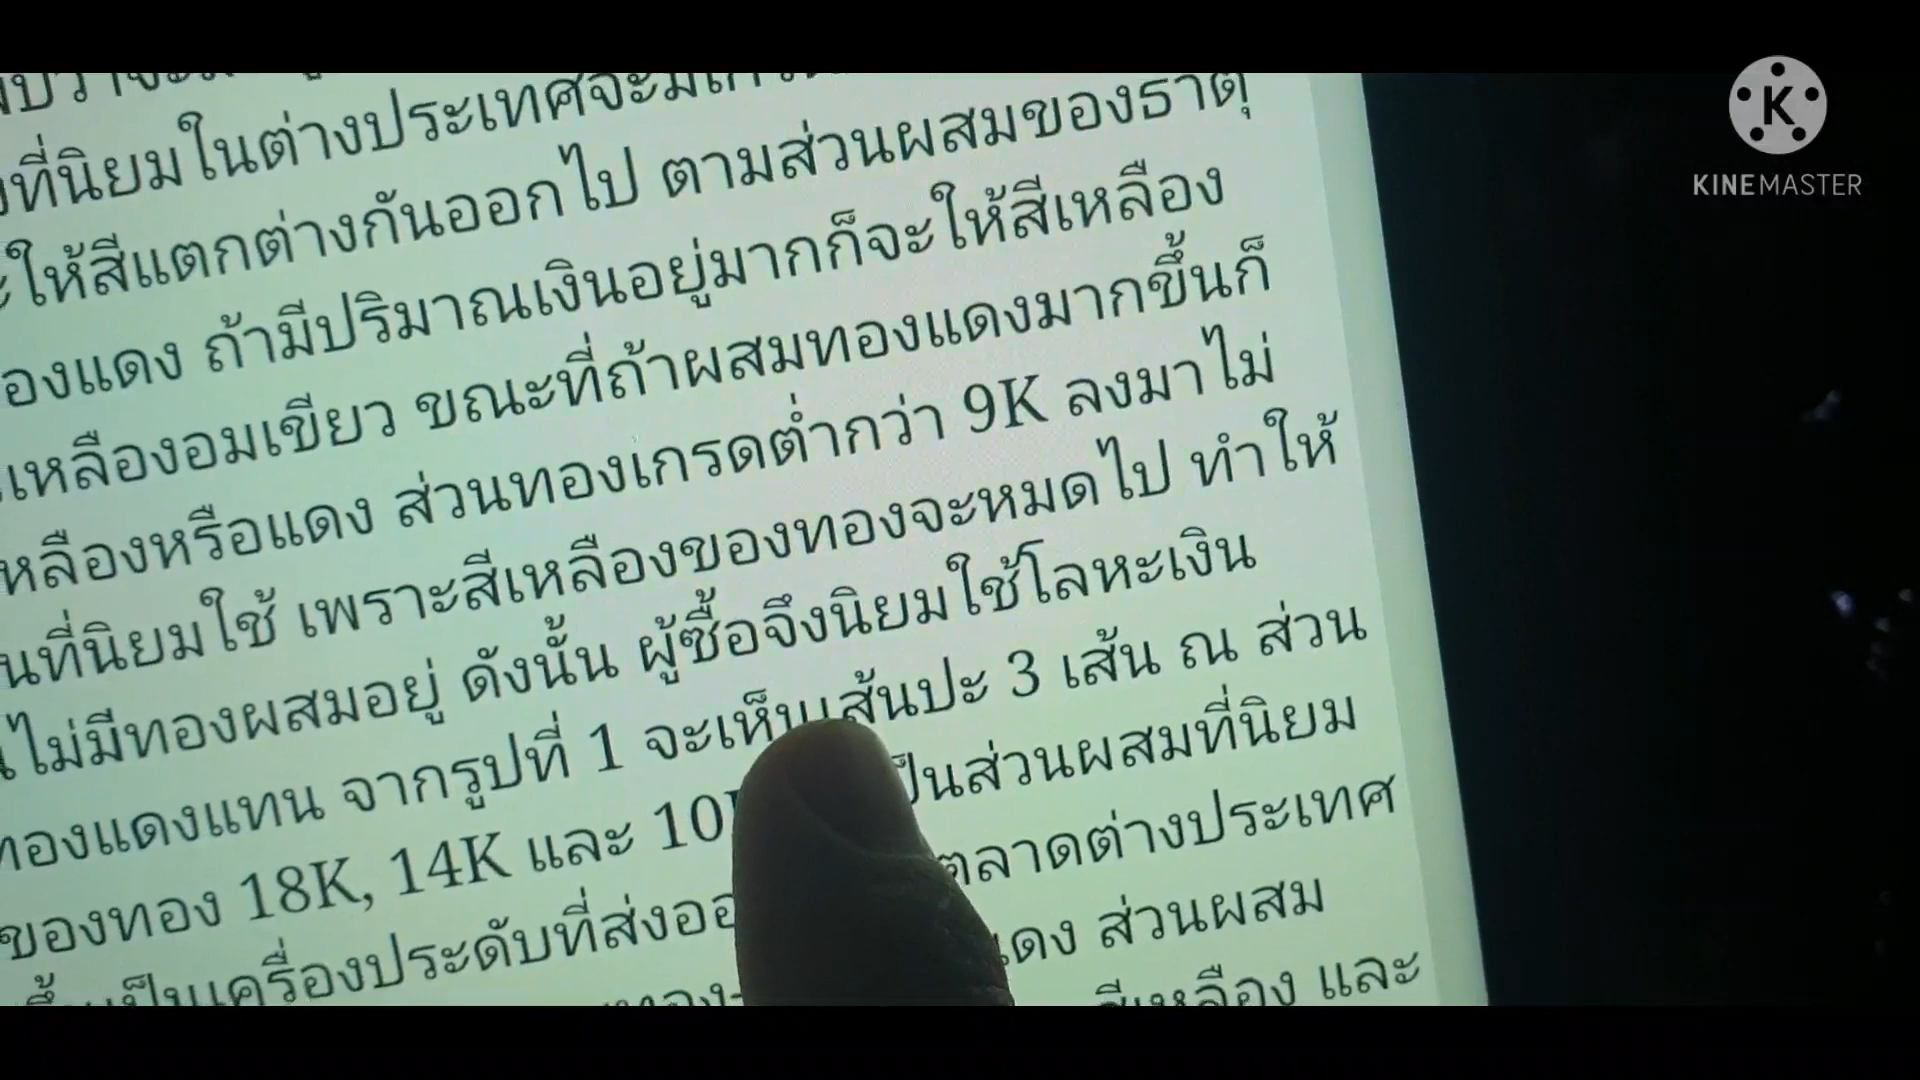 ที่นิยมในต่างประเทศจะมี
ให้สีแตกต่างกันออกไป ตามส่วนผสมของธาตุ
องแดง ถ้ามีปริมาณเงินอยู่มากก็จะให้สีเหลือง
เหลืองอมเขียว ขณะที่ถ้าผสมทองแดงมากขึ้นก็
หลืองหรือแดง ส่วนทองเกรดต่ำกว่า 9K ลงมาไม่
นที่นิยมใช้ เพราะสีเหลืองของทองจะหมดไป ทำให้
ไม่มีทองผสมอยู่ ดังนั้น ผู้ซื้อจึงนิยมใช้โลหะเงิน
ทองแดงแทน จากรูปที่ 1 จะเห็นเส้นปะ 3 เส้น ณ ส่วน
ของทอง 18K, 14K และ 10 เป็นส่วนผสมที่นิยม
เป็นเครื่องประดับที่ส่งออ ตลาดต่างประเทศ
แดง ส่วนผสม
สีเหลือง และ
KINEMASTER